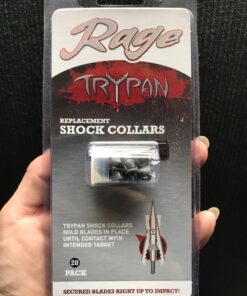 Rage
TRYPAN
REPLACEMENT
SHOCK COLLARS
TRYPAN SHOCK COLLARS
HOLD BLADES IN PLACE
UNTIL CONTACT WITH
INTENDED TARGET
20
PACK
SECURED BLADES RIGHT UP TO IMPACT!